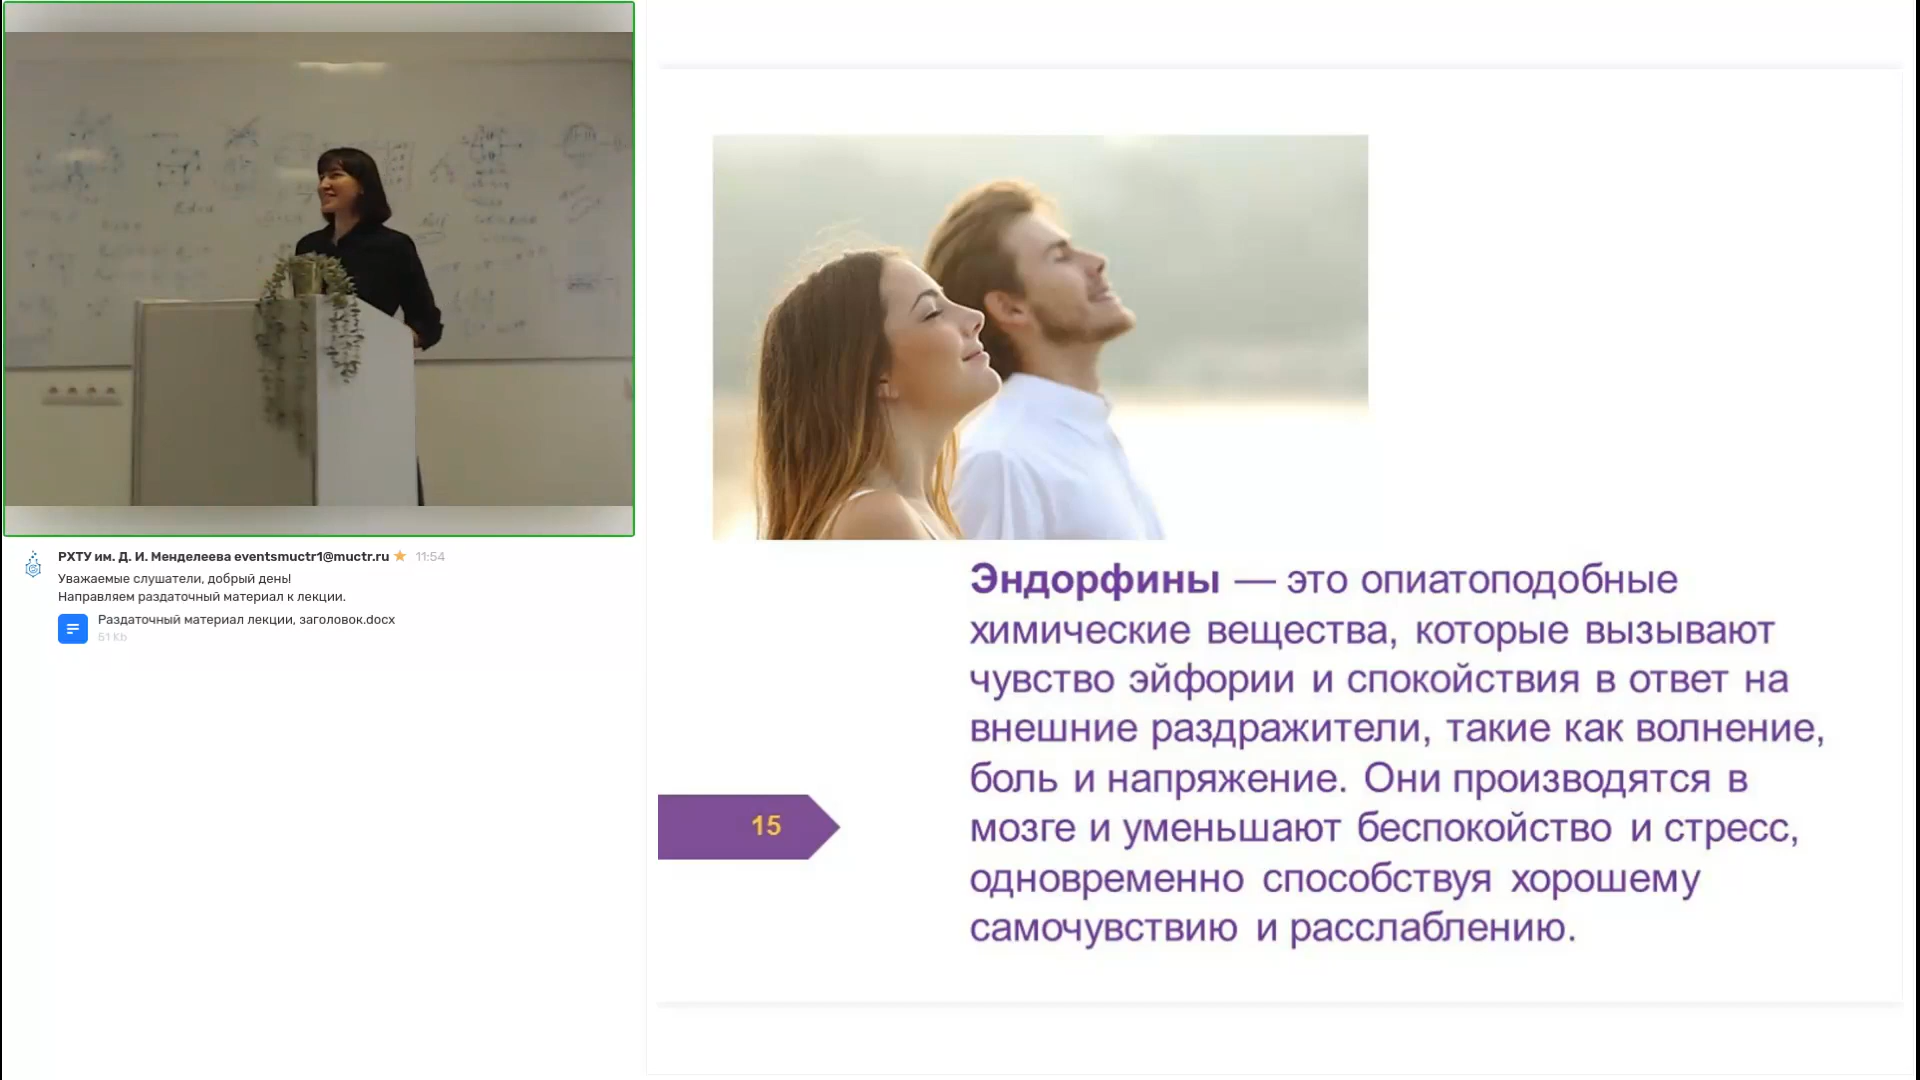 РХТУ им. Д. И. Менделеева eventsmuctr1@muctr.ru 11:54
Уважаемые слушатели, добрый день!
Направляем раздаточный материал к лекции.
Раздаточный материал лекции, заголовок.docx
51 Kb
Эндорфины — это опиатоподобные
химические вещества, которые вызывают
чувство эйфории и спокойствия в ответ на
внешние раздражители, такие как волнение,
боль и напряжение. Они производятся в
мозге и уменьшают беспокойство и стресс,
одновременно способствуя хорошему
самочувствию и расслаблению.
15